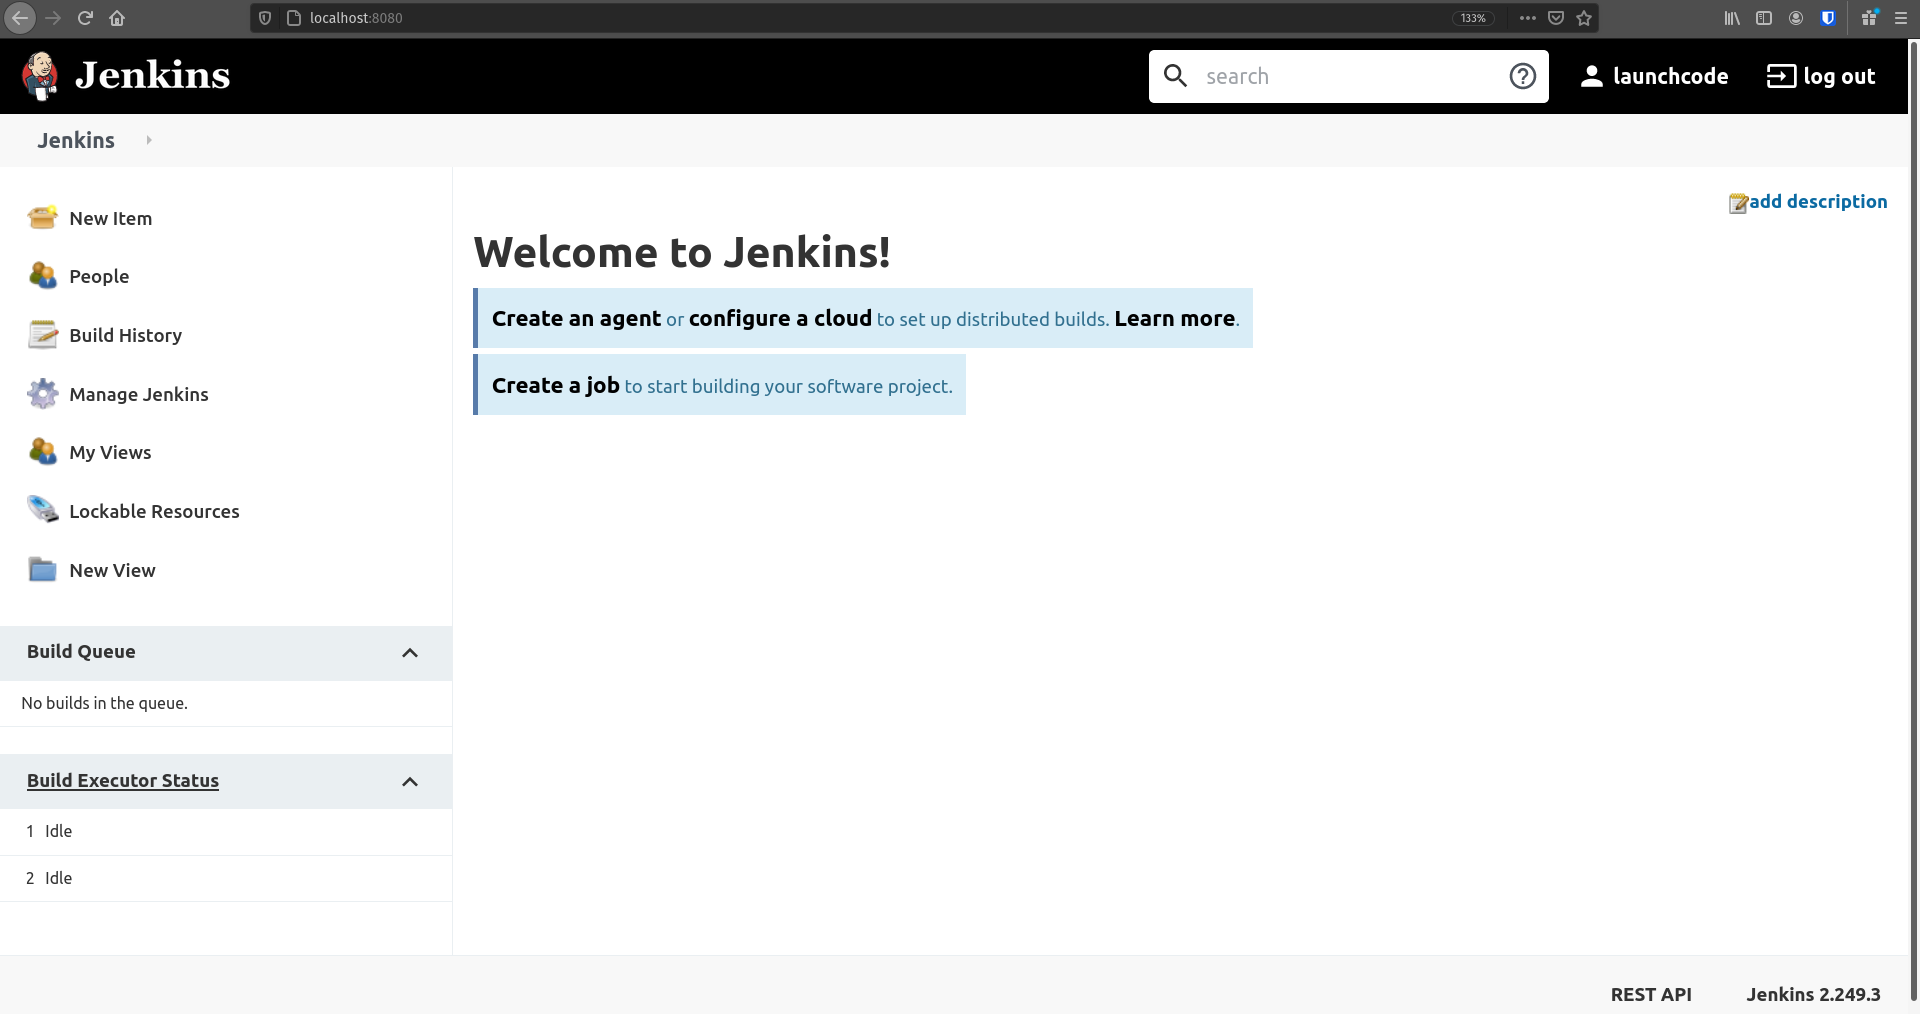 localhost:8080
133%
Jenkins
search
launchcode
log out
Jenkins
New Item
People
Build History
Manage Jenkins
My Views
Lockable Resources
New View
Build Queue
No builds in the queue.
Build Executor Status
1 Idle
2 Idle
add description
Welcome to Jenkins!
Create an agent or configure a cloud to set up distributed builds. Learn more.
Create a job to start building your software project.
REST API
Jenkins 2.249.3